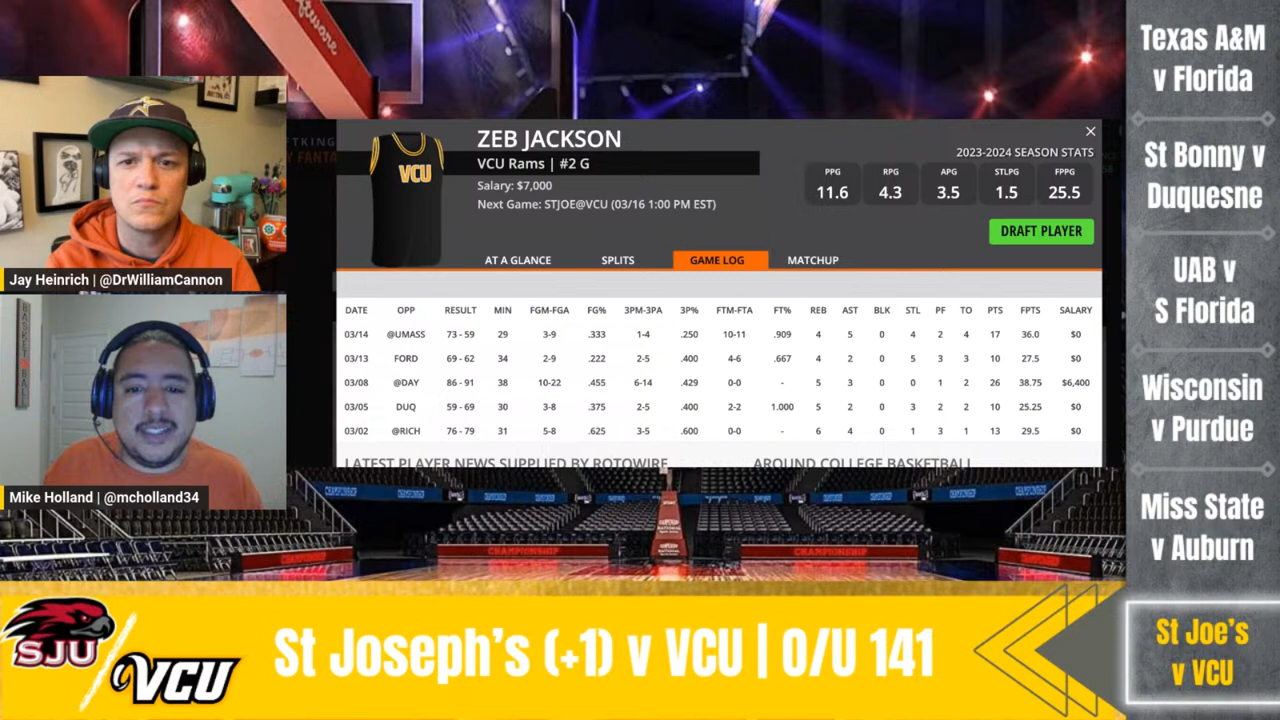 Texas A&M
v Florida
St Bonny v
Duquesne
UAB v
S Florida
Wisconsin
v Purdue
Miss State
v Auburn
St Joe's
v VCU
Jay Heinrich | @DrWilliamCannon
BASKETBALL
Mike Holland | @mcholland34
VCU
ZEB JACKSON
VCU Rams | #2 G
Salary: $7,000
Next Game: STJOE@VCU (03/16 1:00 PM EST)
2023-2024 SEASON STATS
PPG RPG APG STLPG FPPG
11.6 4.3 3.5 1.5 25.5
DRAFT PLAYER
AT A GLANCE SPLITS GAME LOG MATCHUP
DATE OPP RESULT MIN FGM-FGA FG% 3PM-3PA 3P% FTM-FTA FT% REB AST BLK STL PF TO PTS FPTS SALARY
03/14 @UMASS 73 - 59 29 3-9 .333 1-4 .250 10-11 .909 4 5 0 4 2 4 17 36.0 $0
03/13 FORD 69 - 62 34 2-9 .222 2-5 .400 4-6 .667 4 2 0 5 3 3 10 27.5 $0
03/08 @DAY 86 - 91 38 10-22 .455 6-14 .429 0-0 - 5 3 0 0 1 2 26 38.75 $6,400
03/05 DUQ 59 - 69 30 3-8 .375 2-5 .400 2-2 1.000 5 2 0 3 2 2 10 25.25 $0
03/02 @RICH 76 - 79 31 5-8 .625 3-5 .600 0-0 - 6 4 0 1 3 1 13 29.5 $0
LATEST PLAYER NEWS SUPPLIED BY ROTOWIRE AROUND COLLEGE BASKETBALL
CHAMPIONSHIP CHAMPIONSHIP
SJU
VCU
St Joseph's (+1) v VCU | O/U 141